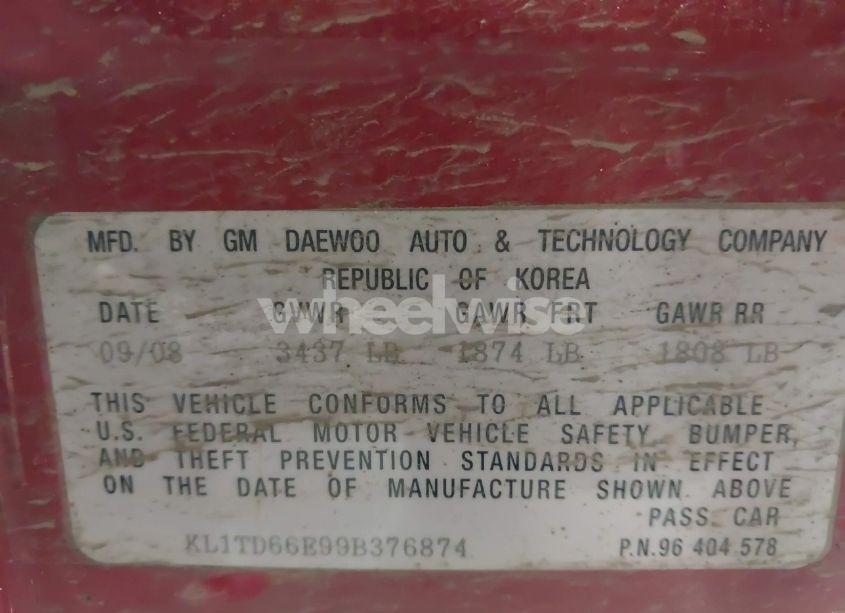 MFD. BY GM DAEWOO AUTO & TECHNOLOGY COMPANY
REPUBLIC OF KOREA
DATE GVWR GAWR FRT GAWR RR
09/08 3437 LB 1874 LB 1808 LB
wheelwise
THIS VEHICLE CONFORMS TO ALL APPLICABLE
U.S. FEDERAL MOTOR VEHICLE SAFETY, BUMPER,
AND THEFT PREVENTION STANDARDS IN EFFECT
ON THE DATE OF MANUFACTURE SHOWN ABOVE
PASS. CAR
KL1TD66E99B376874 P.N.96 404 578